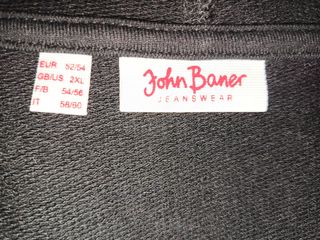 EUR 52/54
GB/US 2XL
F/B 54/56
IT 58/60
John Baner
JEANSWEAR